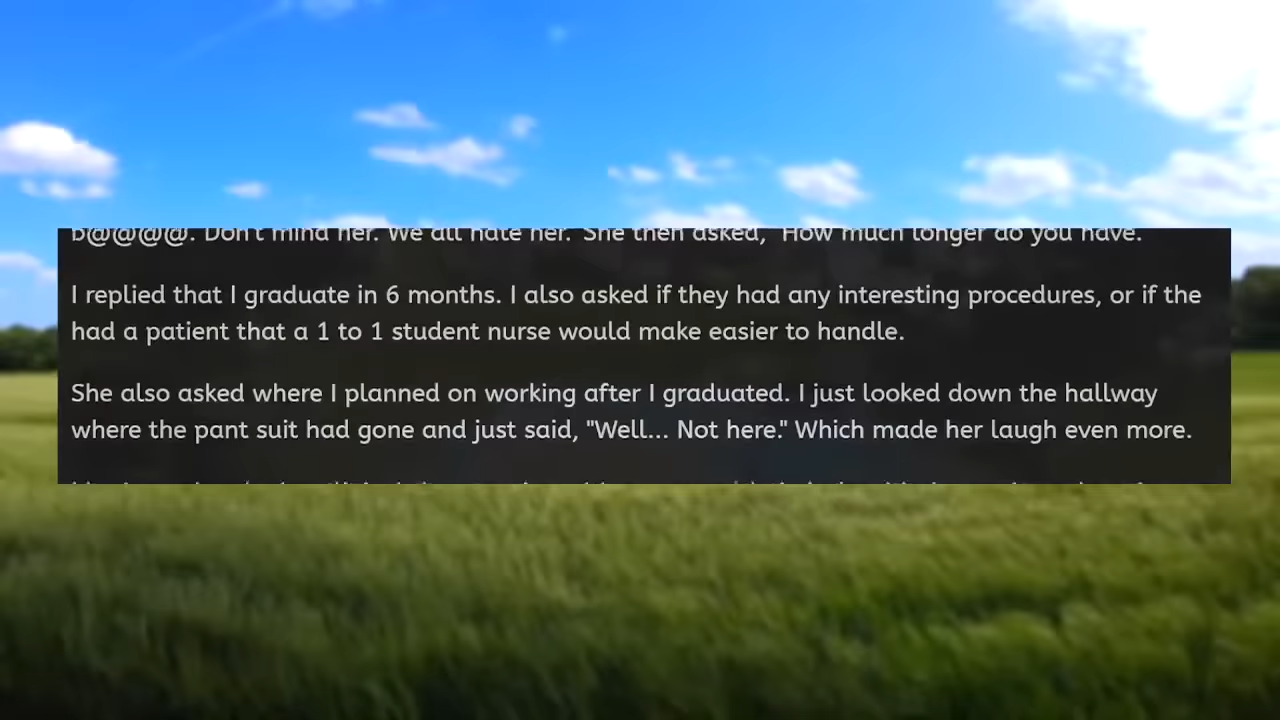 b@@@@. Don't mind her. We all hate her. She then asked, "How much longer do you have.
I replied that I graduate in 6 months. I also asked if they had any interesting procedures, or if the
had a patient that a 1 to 1 student nurse would make easier to handle.
She also asked where I planned on working after I graduated. I just looked down the hallway
where the pant suit had gone and just said, "Well... Not here." Which made her laugh even more.